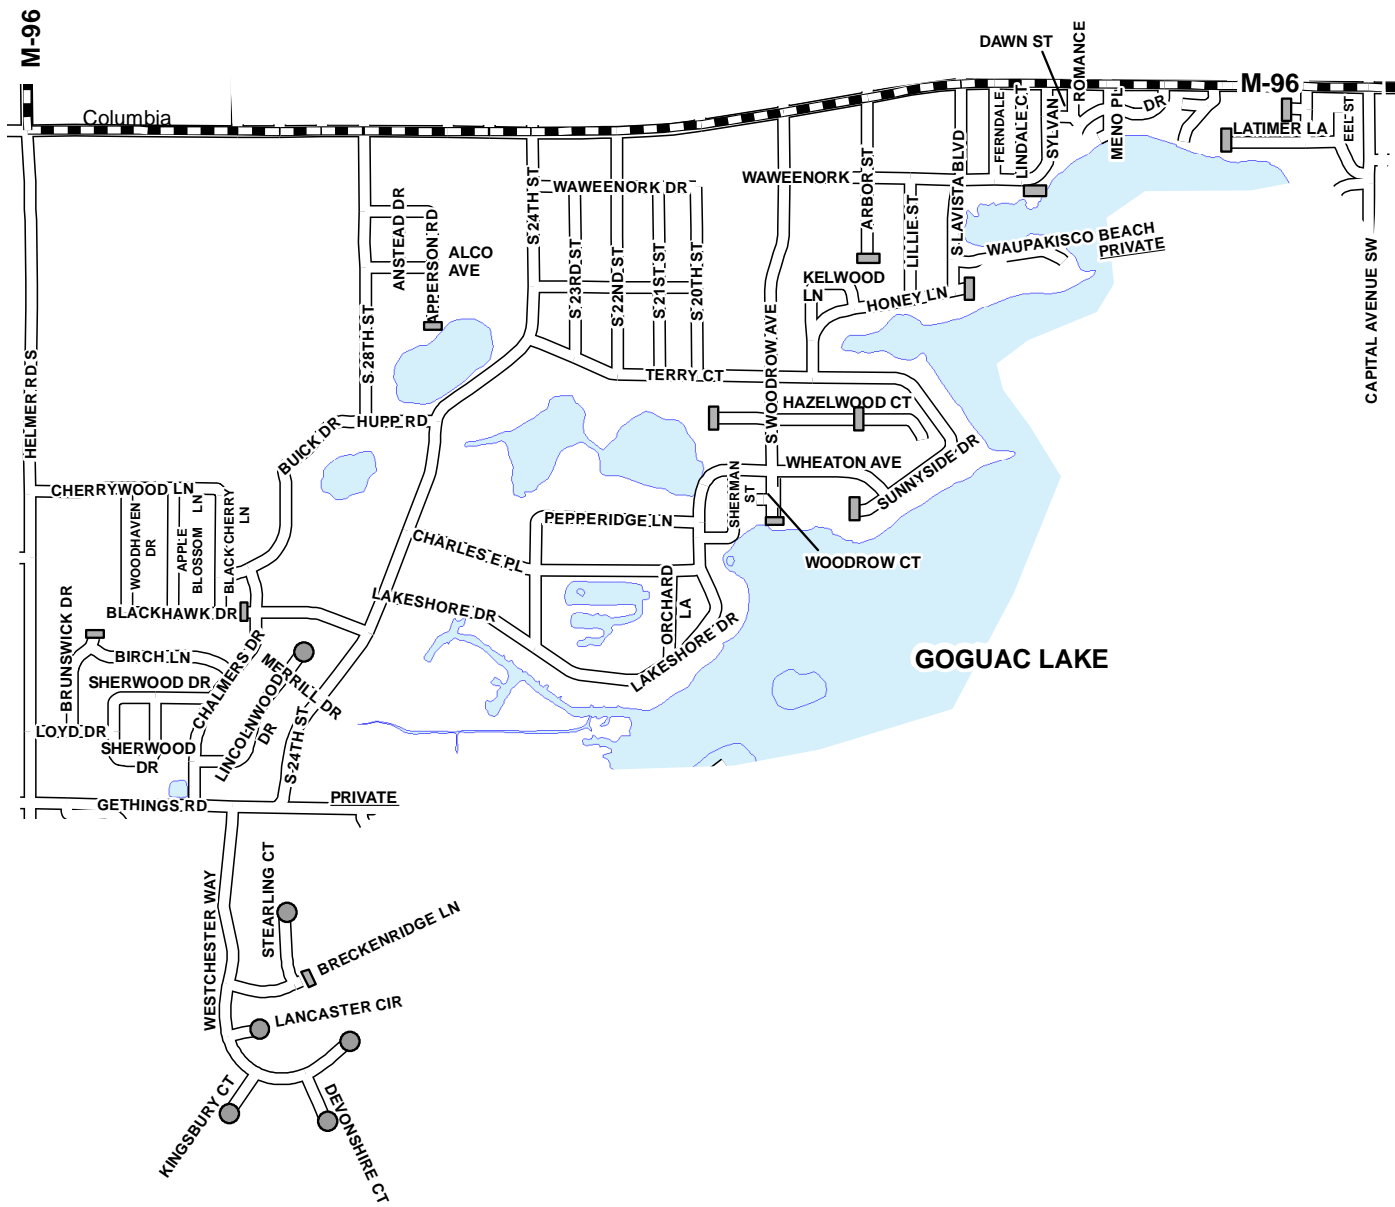 M-96
DAWN ST
ROMANCE
M-96
Columbia
FERNDALE
LINDALE CT
SYLVAN
MENO PL
DR
LATIMER LA
EEL ST
S 24TH ST
WAWEENORK DR
WAWEENORK
ARBOR ST
LILLIE ST
S LAVISTA BLVD
WAUPAKISCO BEACH
PRIVATE
ANSTEAD DR
APPERSON RD
ALCO
AVE
S 23RD ST
S 22ND ST
S 21ST ST
S 20TH ST
KELWOOD
LN
HONEY LN
CAPITAL AVENUE SW
HELMER RD S
S 28TH ST
S WOODROW AVE
TERRY CT
HAZELWOOD CT
HUPP RD
BUICK DR
WHEATON AVE
SUNNYSIDE DR
CHERRYWOOD LN
WOODHAVEN
DR
APPLE
BLOSSOM LN
BLACK CHERRY
LN
SHERMAN
ST
PEPPERIDGE LN
CHARLES E PL
WOODROW CT
BLACKHAWK DR
LAKESHORE DR
ORCHARD
LA
LAKESHORE DR
BRUNSWICK DR
BIRCH LN
SHERWOOD DR
CHALMERS DR
MERRILL DR
LINCOLNWOOD
DR
GOGUAC LAKE
LOYD DR
SHERWOOD
DR
S 24TH ST
GETHINGS RD
PRIVATE
WESTCHESTER WAY
STEARLING CT
BRECKENRIDGE LN
LANCASTER CIR
KINGSBURY CT
DEVONSHIRE CT